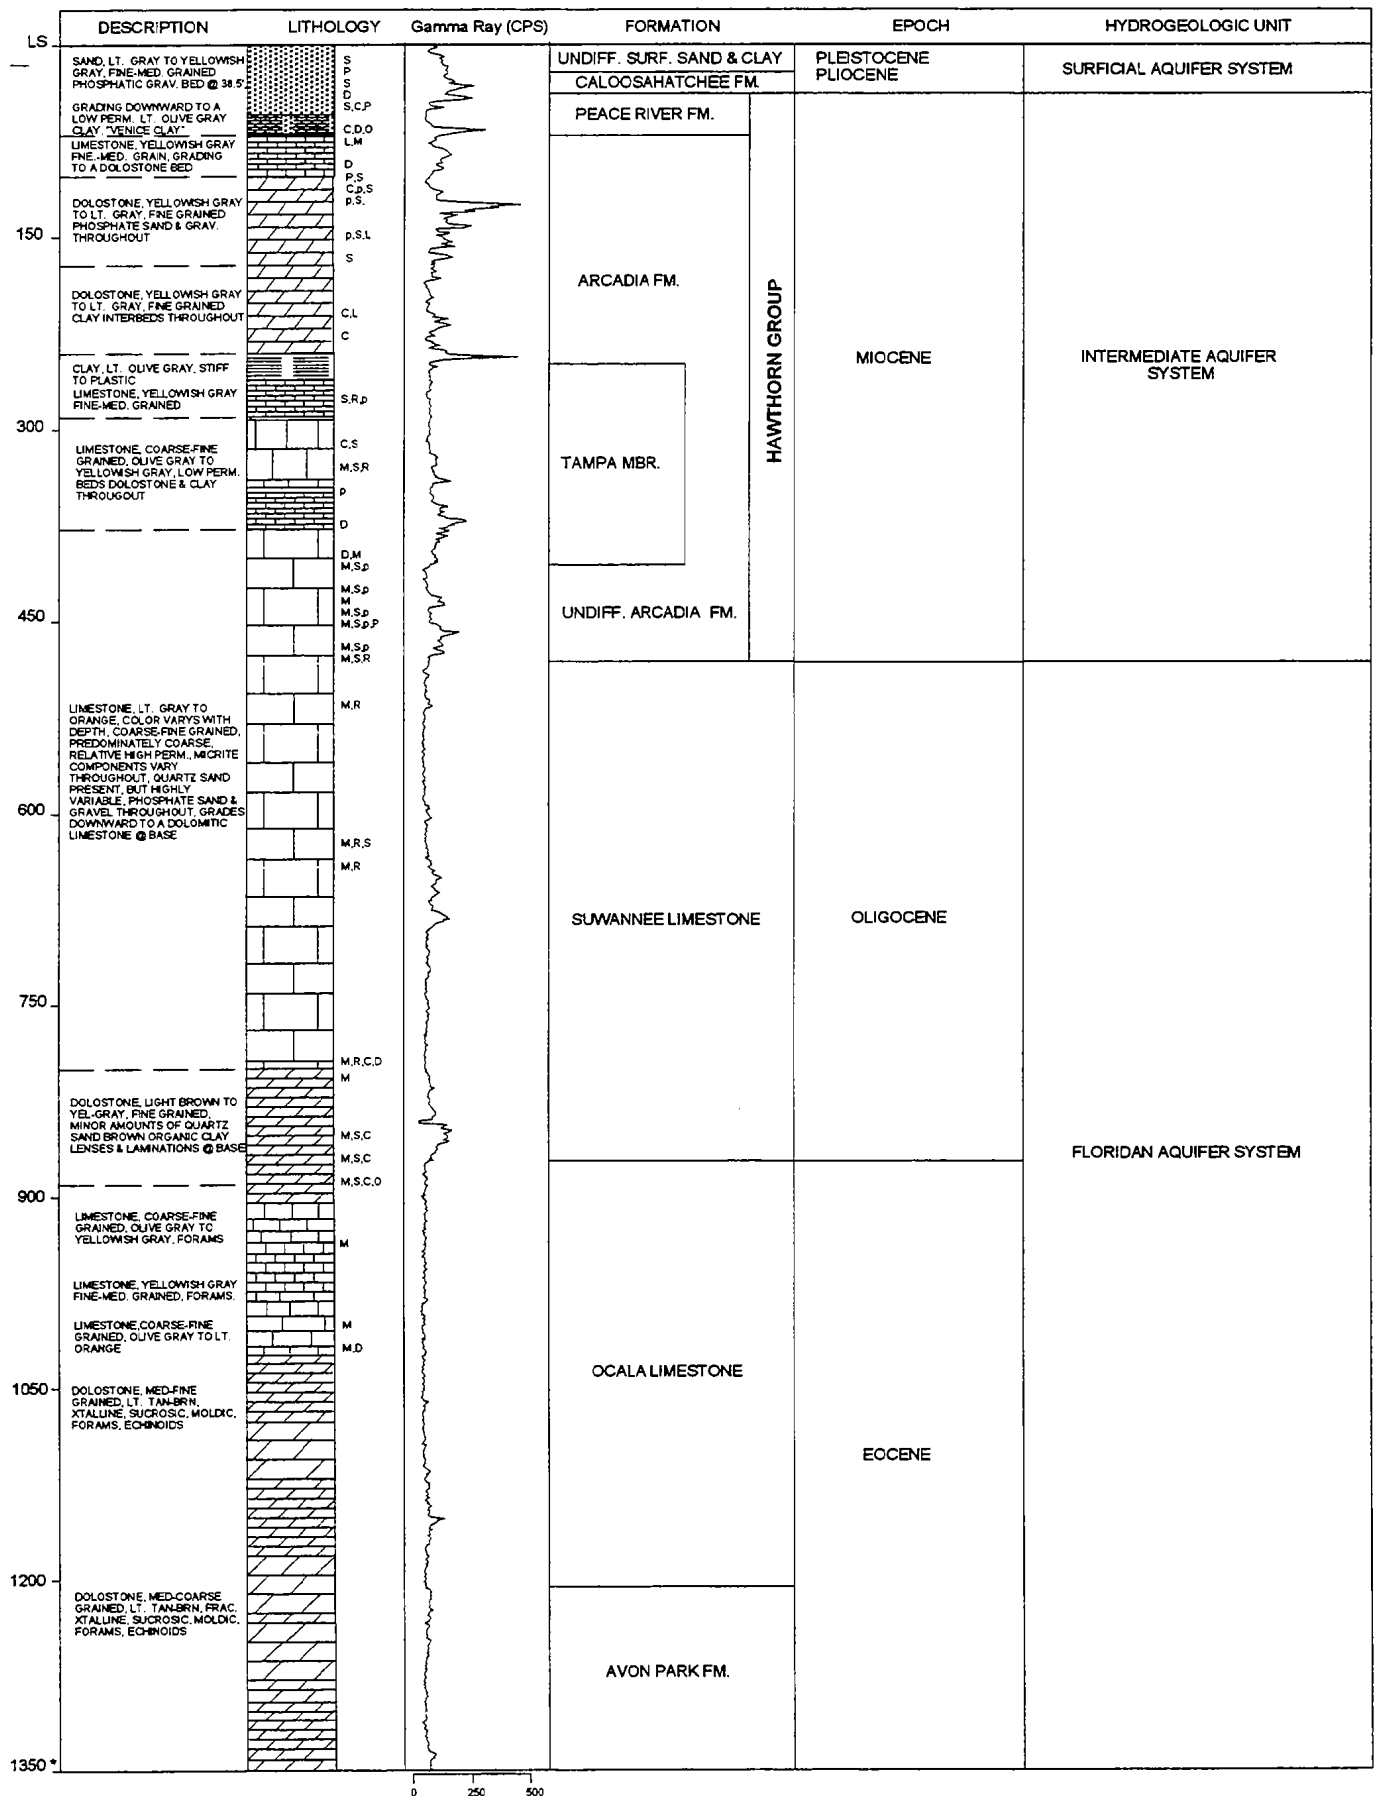 DESCRIPTION LITHOLOGY Gamma Ray (CPS) FORMATION EPOCH HYDROGEOLOGIC UNIT
LS
SAND, LT. GRAY TO YELLOWISH
GRAY, FINE-MED. GRAINED
PHOSPHATIC GRAV. BED @ 38.5'
GRADING DOWNWARD TO A
LOW PERM. LT. OLIVE GRAY
CLAY, "VENICE CLAY"
LIMESTONE, YELLOWISH GRAY
FNE.-MED. GRAIN, GRADING
TO A DOLOSTONE BED
DOLOSTONE, YELLOWISH GRAY
TO LT. GRAY, FINE GRAINED
PHOSPHATE SAND & GRAV.
THROUGHOUT
150
DOLOSTONE, YELLOWISH GRAY
TO LT. GRAY, FINE GRAINED
CLAY INTERBEDS THROUGHOUT
CLAY, LT. OLIVE GRAY, STIFF
TO PLASTIC
LIMESTONE, YELLOWISH GRAY
FINE-MED. GRAINED
300
LIMESTONE, COARSE-FINE
GRAINED, OLIVE GRAY TO
YELLOWISH GRAY, LOW PERM.
BEDS DOLOSTONE & CLAY
THROUGOUT
450
LIMESTONE, LT. GRAY TO
ORANGE, COLOR VARYS WITH
DEPTH, COARSE-FINE GRAINED,
PREDOMINATELY COARSE,
RELATIVE HIGH PERM., MICRITE
COMPONENTS VARY
THROUGHOUT, QUARTZ SAND
PRESENT, BUT HIGHLY
VARIABLE, PHOSPHATE SAND &
GRAVEL THROUGHOUT, GRADES
DOWNWARD TO A DOLOMITIC
LIMESTONE @ BASE
600
750
DOLOSTONE, LIGHT BROWN TO
YEL-GRAY, FINE GRAINED,
MINOR AMOUNTS OF QUARTZ
SAND BROWN ORGANIC CLAY
LENSES & LAMINATIONS @ BASE
900
LIMESTONE, COARSE-FINE
GRAINED, OLIVE GRAY TO
YELLOWISH GRAY, FORAMS
LIMESTONE, YELLOWISH GRAY
FINE-MED. GRAINED, FORAMS.
LIMESTONE,COARSE-FINE
GRAINED, OLIVE GRAY TO LT.
ORANGE
1050
DOLOSTONE, MED-FINE
GRAINED, LT. TAN-BRN,
XTALLINE, SUCROSIC, MOLDIC,
FORAMS, ECHINOIDS
1200
DOLOSTONE, MED-COARSE
GRAINED, LT. TAN-BRN, FRAC.
XTALLINE, SUCROSIC, MOLDIC,
FORAMS, ECHINOIDS
1350 *
S
P
S
D
S,C,P
C,D,O
L,M
D
P,S
C,p,S
p,S,
p,S,L
S
C,L
C
S,R,p
C,S
M,S,R
P
D
D,M
M,S,p
M,S,p
M
M,S,p
M,S,p,P
M,S,p
M,S,R
M,R
M,R,S
M,R
M,R,C,D
M
M,S,C
M,S,C
M,S,C,O
M
M
M,D
0 250 500
UNDIFF. SURF. SAND & CLAY
CALOOSAHATCHEE FM.
PEACE RIVER FM.
ARCADIA FM.
TAMPA MBR.
UNDIFF. ARCADIA FM.
HAWTHORN GROUP
SUWANNEE LIMESTONE
OCALA LIMESTONE
AVON PARK FM.
PLEISTOCENE
PLIOCENE
MIOCENE
OLIGOCENE
EOCENE
SURFICIAL AQUIFER SYSTEM
INTERMEDIATE AQUIFER
SYSTEM
FLORIDAN AQUIFER SYSTEM